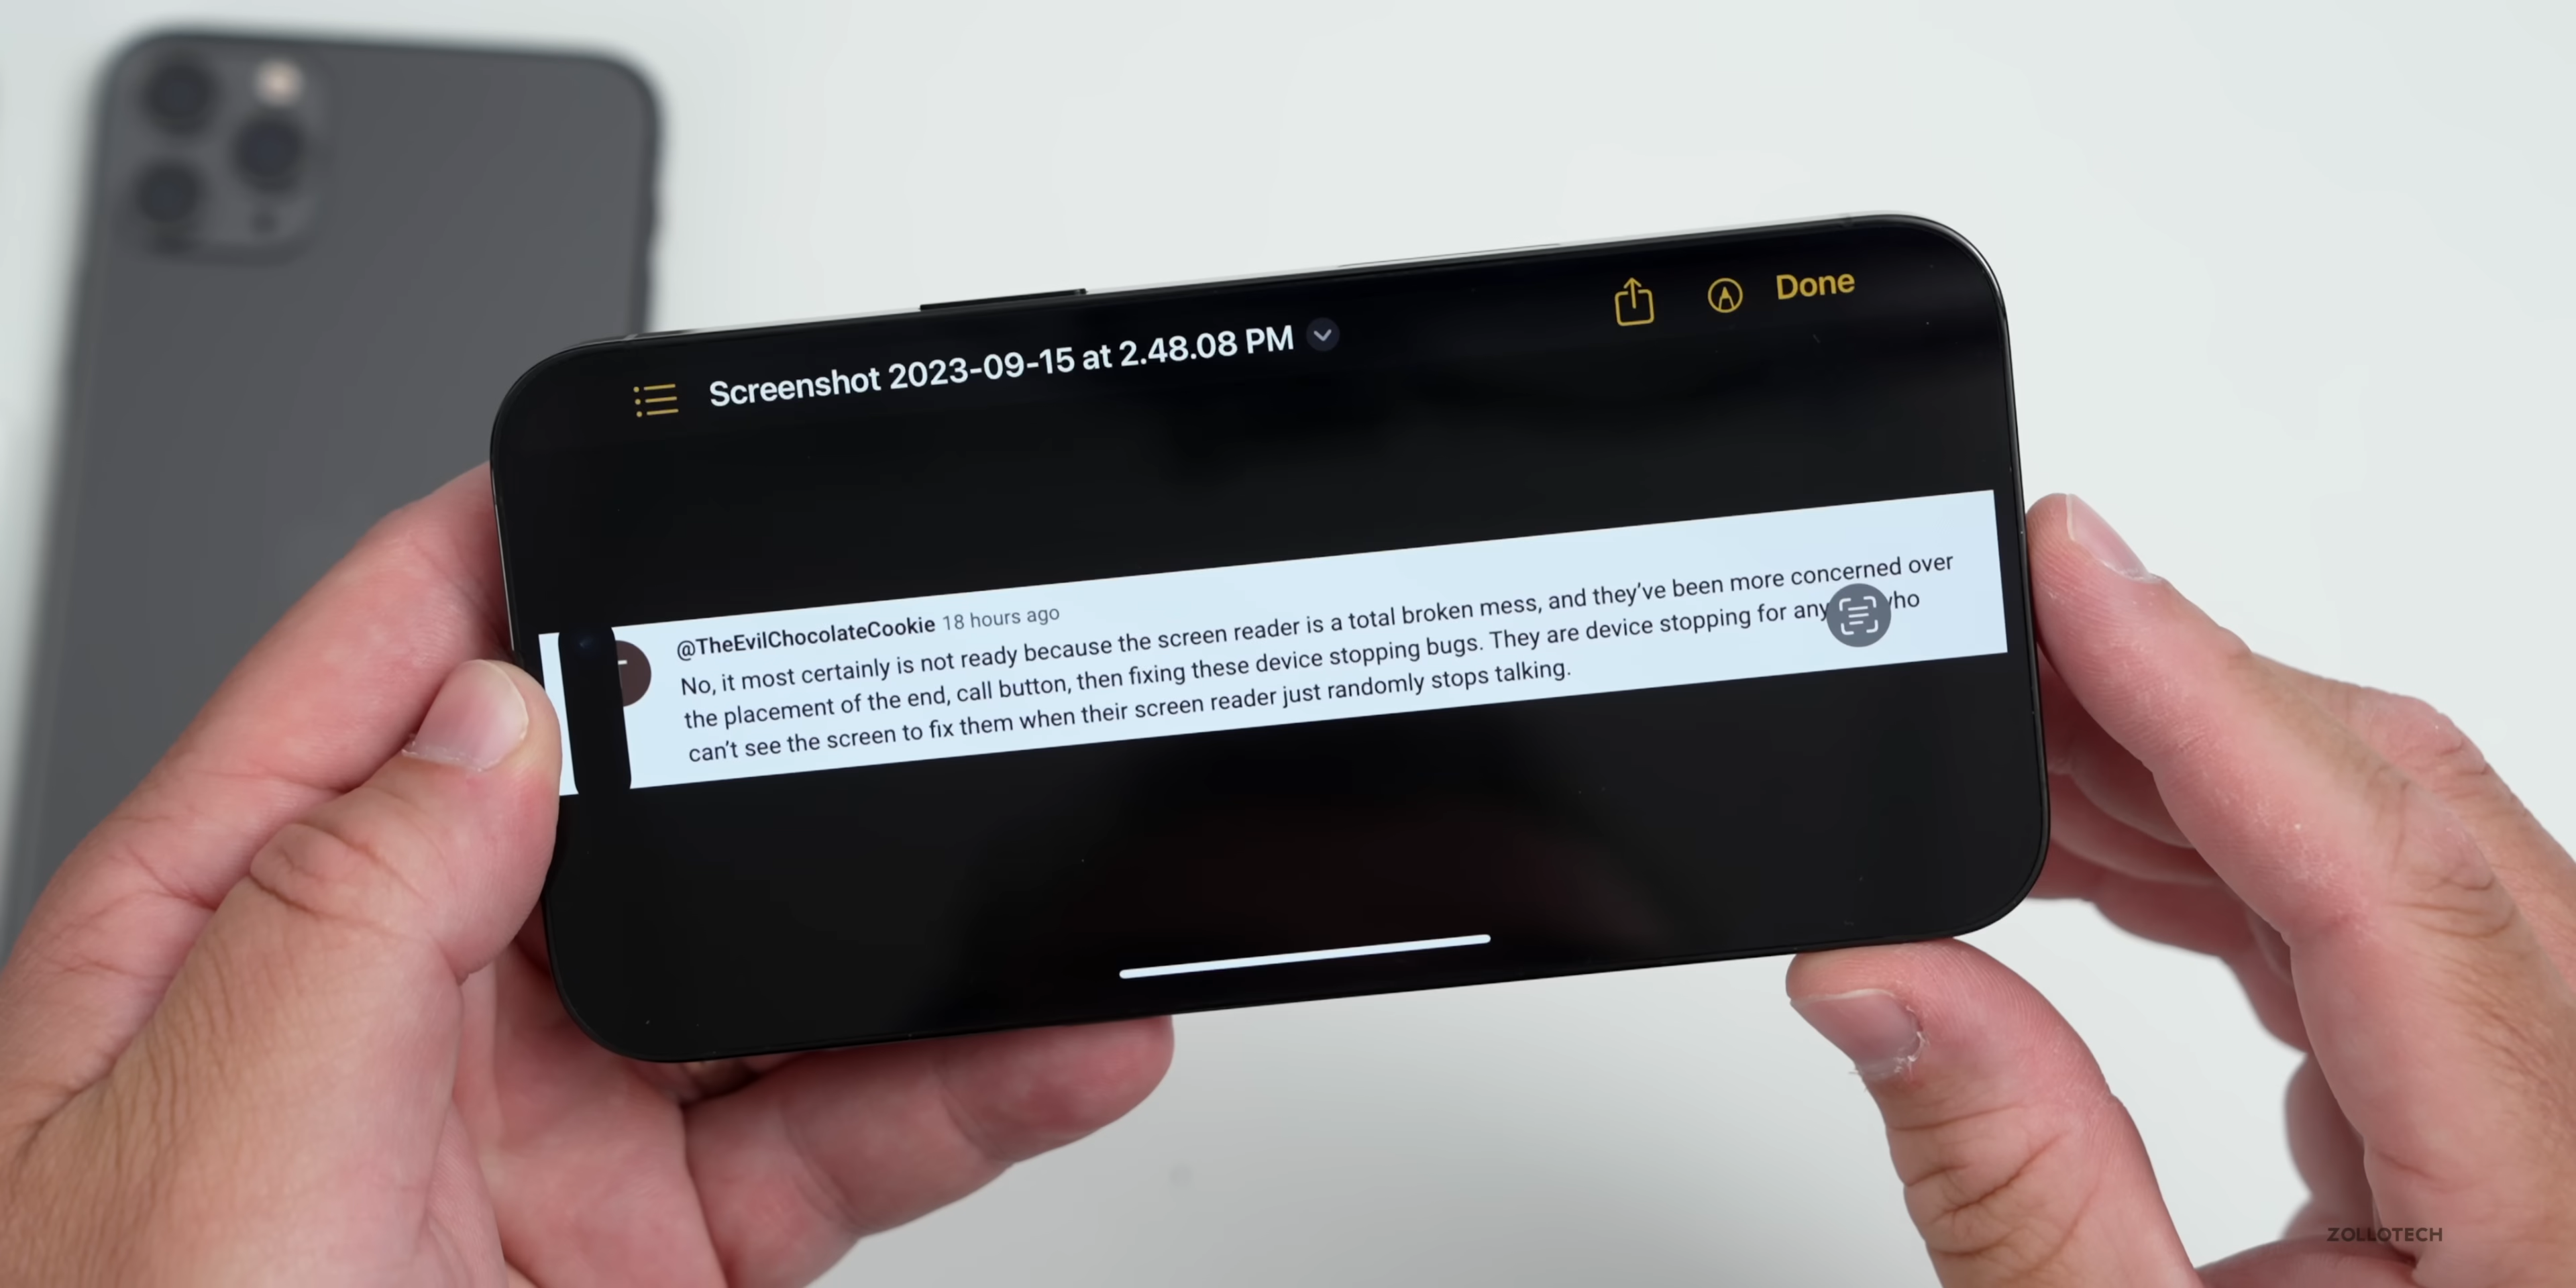 Screenshot 2023-09-15 at 2.48.08 PM
Done
@TheEvilChocolateCookie 18 hours ago
No, it most certainly is not ready because the screen reader is a total broken mess, and they've been more concerned over
the placement of the end, call button, then fixing these device stopping bugs. They are device stopping for any
can't see the screen to fix them when their screen reader just randomly stops talking.
ZOLLOTECH